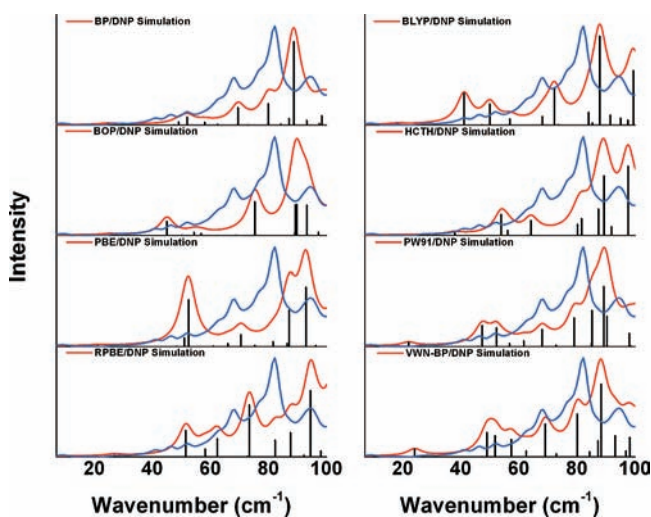 BP/DNP Simulation
BLYP/DNP Simulation
BOP/DNP Simulation
HCTH/DNP Simulation
PBE/DNP Simulation
PW91/DNP Simulation
RPBE/DNP Simulation
VWN-BP/DNP Simulation
Intensity
20 40 60 80 100
20 40 60 80 100
Wavenumber (cm⁻¹)
Wavenumber (cm⁻¹)